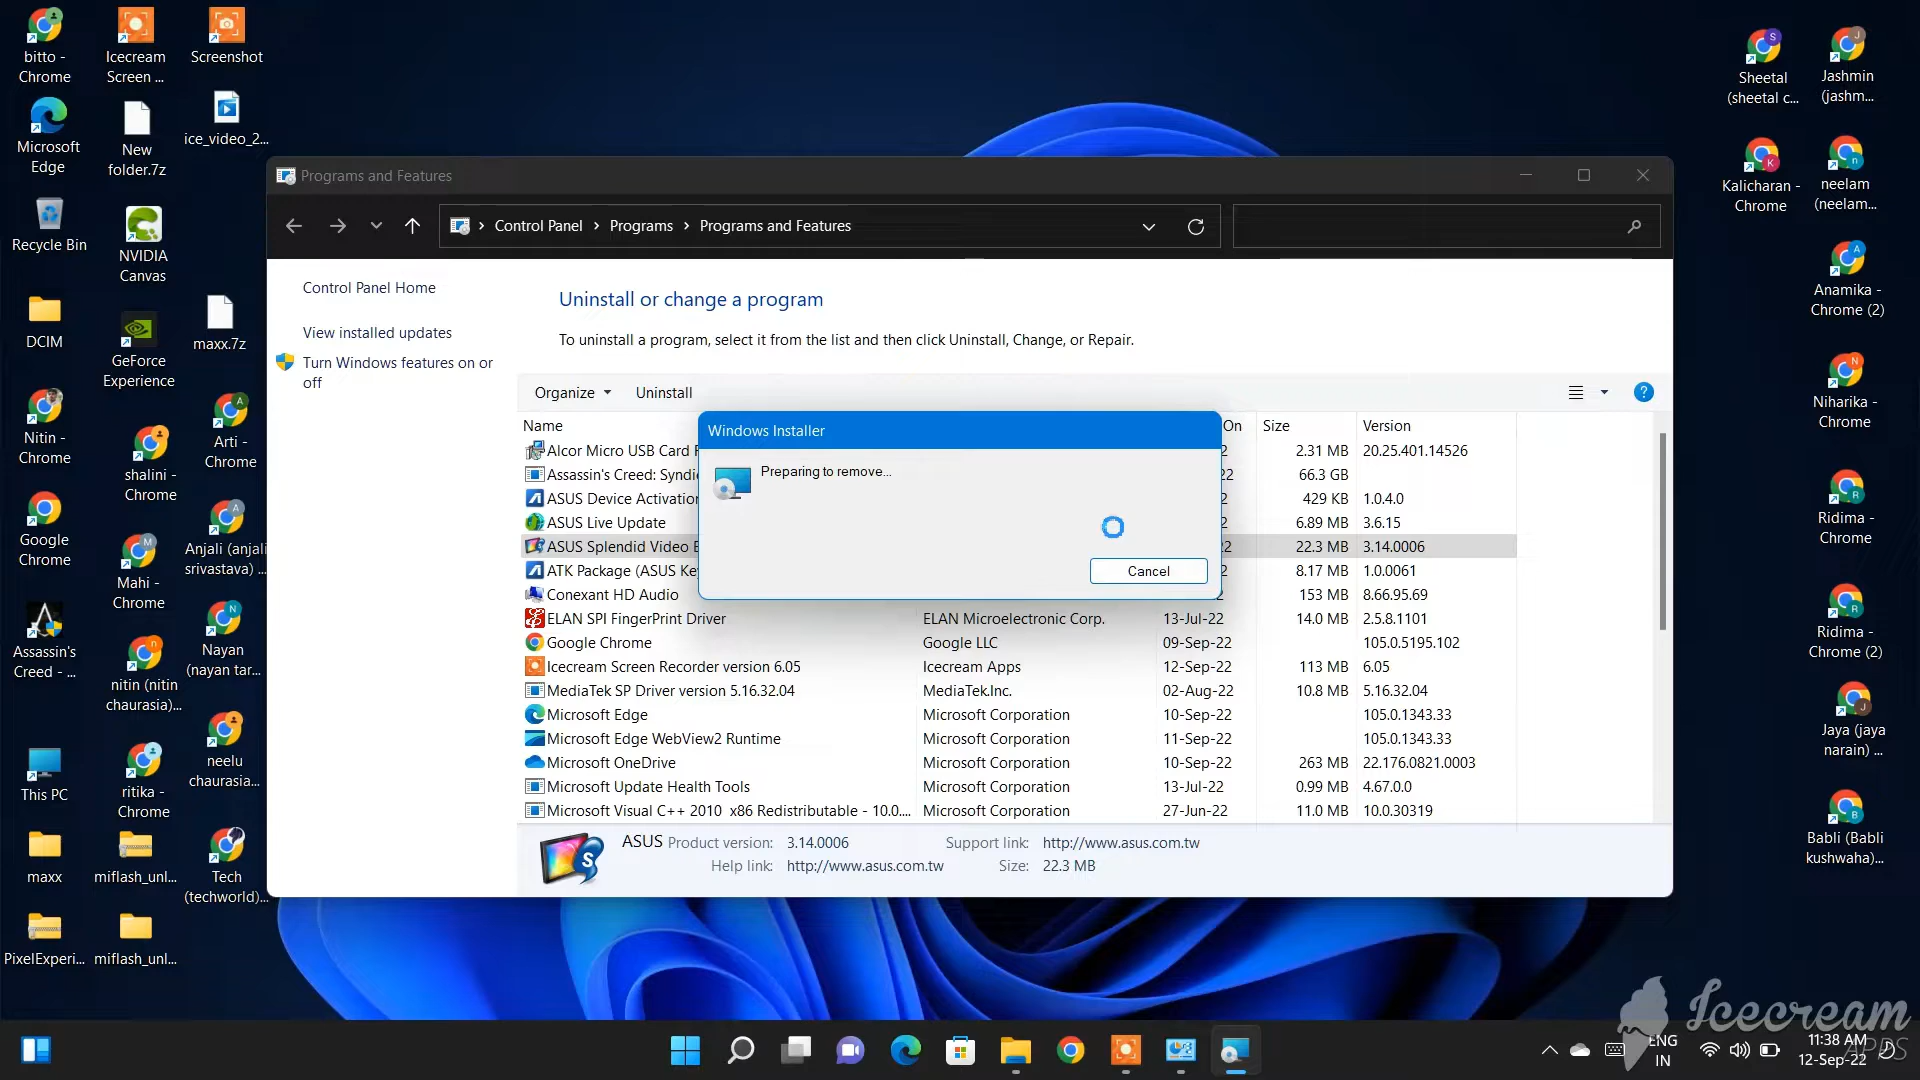 bitto -
Chrome
Icecream
Screen ...
Screenshot
Microsoft
Edge
New
folder.7z
ice_video_2...
Recycle Bin
NVIDIA
Canvas
DCIM
GeForce
Experience
maxx.7z
Nitin -
Chrome
shalini -
Chrome
Arti -
Chrome
Google
Chrome
Mahi -
Chrome
Anjali (anjali
srivastava) ...
Assassin's
Creed - ...
nitin (nitin
chaurasia)...
Nayan
(nayan tar...
This PC
ritika -
Chrome
neelu
chaurasia...
maxx
miflash_unl...
Tech
(techworld)...
PixelExperi...
miflash_unl...
Programs and Features
Control Panel > Programs > Programs and Features
Control Panel Home
View installed updates
Turn Windows features on or
off
Uninstall or change a program
To uninstall a program, select it from the list and then click Uninstall, Change, or Repair.
Organize Uninstall
Name On Size Version
Alcor Micro USB Card 2.31 MB 20.25.401.14526
Assassin's Creed: Syndi 22 66.3 GB
ASUS Device Activation 2 429 KB 1.0.4.0
ASUS Live Update 2 6.89 MB 3.6.15
ASUS Splendid Video 22 22.3 MB 3.14.0006
ATK Package (ASUS Key 2 8.17 MB 1.0.0061
Conexant HD Audio 2 153 MB 8.66.95.69
ELAN SPI FingerPrint Driver ELAN Microelectronic Corp. 13-Jul-22 14.0 MB 2.5.8.1101
Google Chrome Google LLC 09-Sep-22 105.0.5195.102
Icecream Screen Recorder version 6.05 Icecream Apps 12-Sep-22 113 MB 6.05
MediaTek SP Driver version 5.16.32.04 MediaTek.Inc. 02-Aug-22 10.8 MB 5.16.32.04
Microsoft Edge Microsoft Corporation 10-Sep-22 105.0.1343.33
Microsoft Edge WebView2 Runtime Microsoft Corporation 11-Sep-22 105.0.1343.33
Microsoft OneDrive Microsoft Corporation 10-Sep-22 263 MB 22.176.0821.0003
Microsoft Update Health Tools Microsoft Corporation 13-Jul-22 0.99 MB 4.67.0.0
Microsoft Visual C++ 2010 x86 Redistributable - 10.0.... Microsoft Corporation 27-Jun-22 11.0 MB 10.0.30319
ASUS Product version: 3.14.0006 Support link: http://www.asus.com.tw
Help link: http://www.asus.com.tw Size: 22.3 MB
Windows Installer
Preparing to remove...
Cancel
Sheetal
(sheetal c...
Jashmin
(jashm...
Kalicharan -
Chrome
neelam
(neelam...
Anamika -
Chrome (2)
Niharika -
Chrome
Ridima -
Chrome
Ridima -
Chrome (2)
Jaya (jaya
narain) ...
Babli (Babli
kushwaha)...
Icecream
APPS
ENG
IN
11:38 AM
12-Sep-22